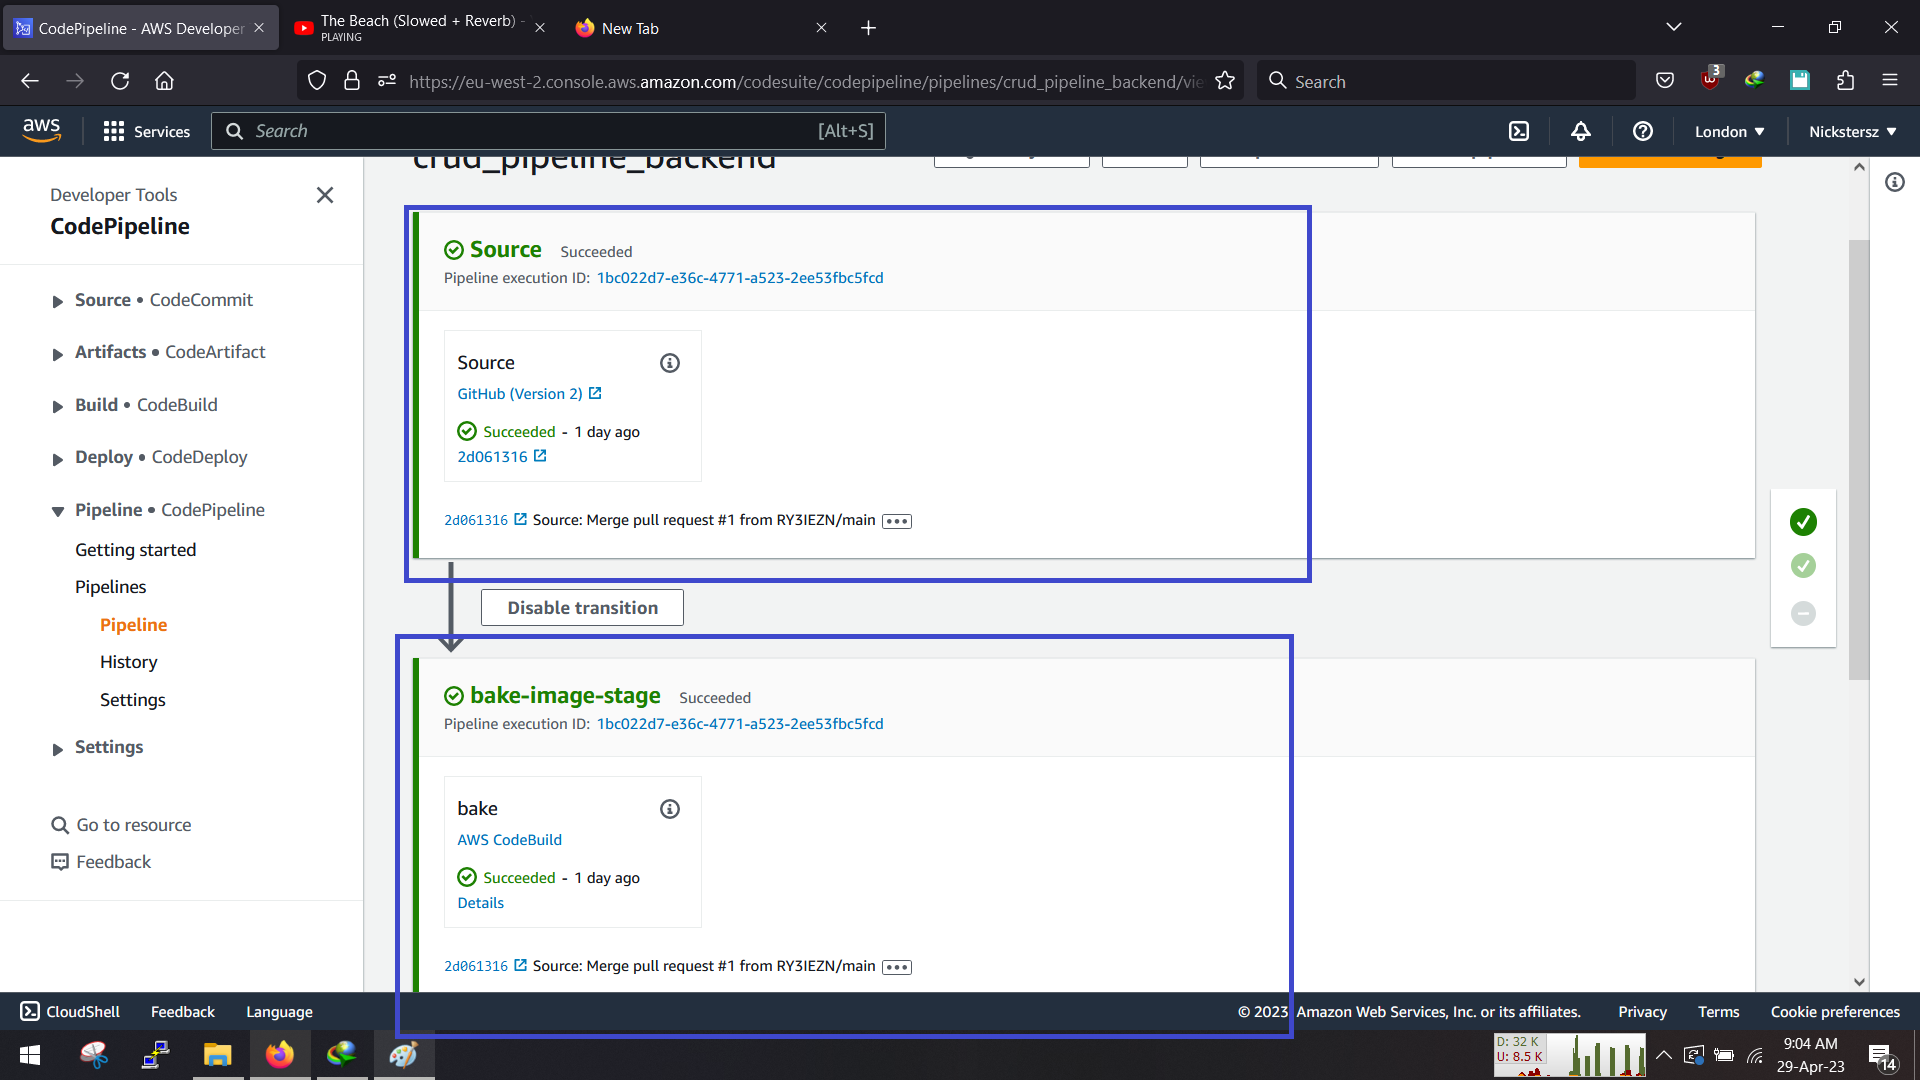 CodePipeline - AWS Developer
The Beach (Slowed + Reverb) -
PLAYING
New Tab
https://eu-west-2.console.aws.amazon.com/codesuite/codepipeline/pipelines/crud_pipeline_backend/vie
Search
3
aws
Services
Search
[Alt+S]
London
Nickstersz
Developer Tools
CodePipeline
Source • CodeCommit
Artifacts • CodeArtifact
Build • CodeBuild
Deploy • CodeDeploy
Pipeline • CodePipeline
Getting started
Pipelines
Pipeline
History
Settings
Settings
Go to resource
Feedback
crud_pipeline_backend
Source Succeeded
Pipeline execution ID: 1bc022d7-e36c-4771-a523-2ee53fbc5fcd
Source
GitHub (Version 2)
Succeeded - 1 day ago
2d061316
2d061316 Source: Merge pull request #1 from RY3IEZN/main
Disable transition
bake-image-stage Succeeded
Pipeline execution ID: 1bc022d7-e36c-4771-a523-2ee53fbc5fcd
bake
AWS CodeBuild
Succeeded - 1 day ago
Details
2d061316 Source: Merge pull request #1 from RY3IEZN/main
CloudShell
Feedback
Language
© 2023 Amazon Web Services, Inc. or its affiliates.
Privacy
Terms
Cookie preferences
D: 32 K
U: 8.5 K
9:04 AM
29-Apr-23
14